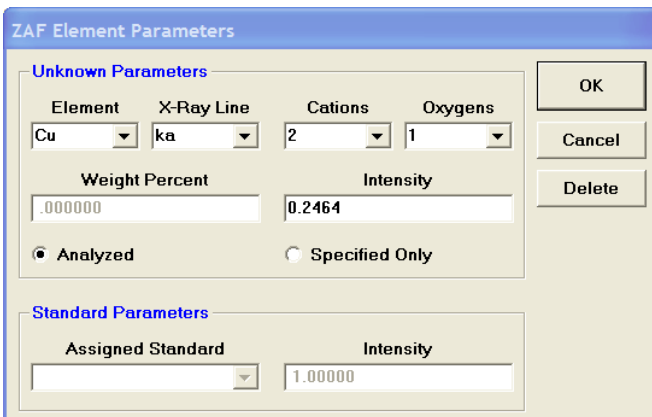 ZAF Element Parameters
Unknown Parameters
OK
Element X-Ray Line Cations Oxygens
Cu ka 2 1
Cancel
Weight Percent Intensity
Delete
.000000 0.2464
Analyzed Specified Only
Standard Parameters
Assigned Standard Intensity
1.00000